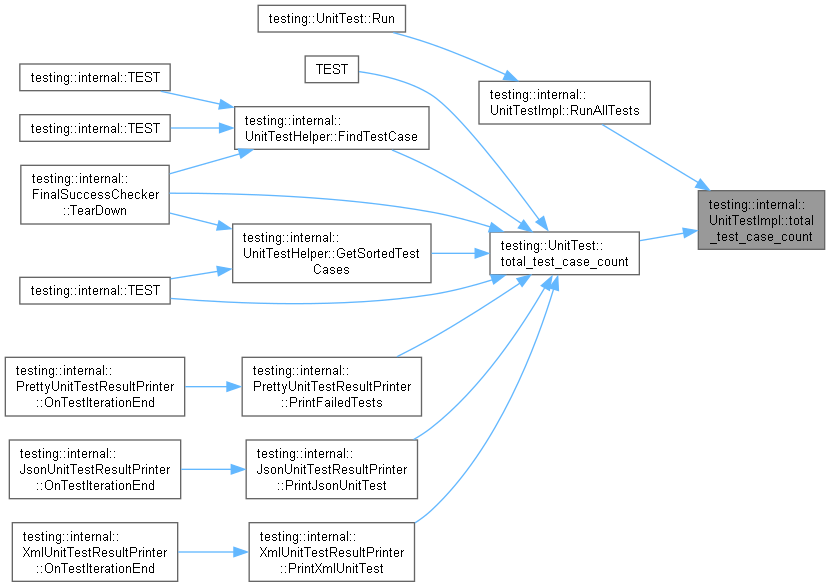 testing::UnitTest::Run
TEST
testing::internal::
UnitTestImpl::RunAllTests
testing::internal::TEST
testing::internal::TEST
testing::internal::
UnitTestHelper::FindTestCase
testing::internal::
FinalSuccessChecker
::TearDown
testing::internal::
UnitTestImpl::total
_test_case_count
testing::internal::
UnitTestHelper::GetSortedTest
Cases
testing::UnitTest::
total_test_case_count
testing::internal::TEST
testing::internal::
PrettyUnitTestResultPrinter
::OnTestIterationEnd
testing::internal::
PrettyUnitTestResultPrinter
::PrintFailedTests
testing::internal::
JsonUnitTestResultPrinter
::OnTestIterationEnd
testing::internal::
JsonUnitTestResultPrinter
::PrintJsonUnitTest
testing::internal::
XmlUnitTestResultPrinter
::OnTestIterationEnd
testing::internal::
XmlUnitTestResultPrinter
::PrintXmlUnitTest